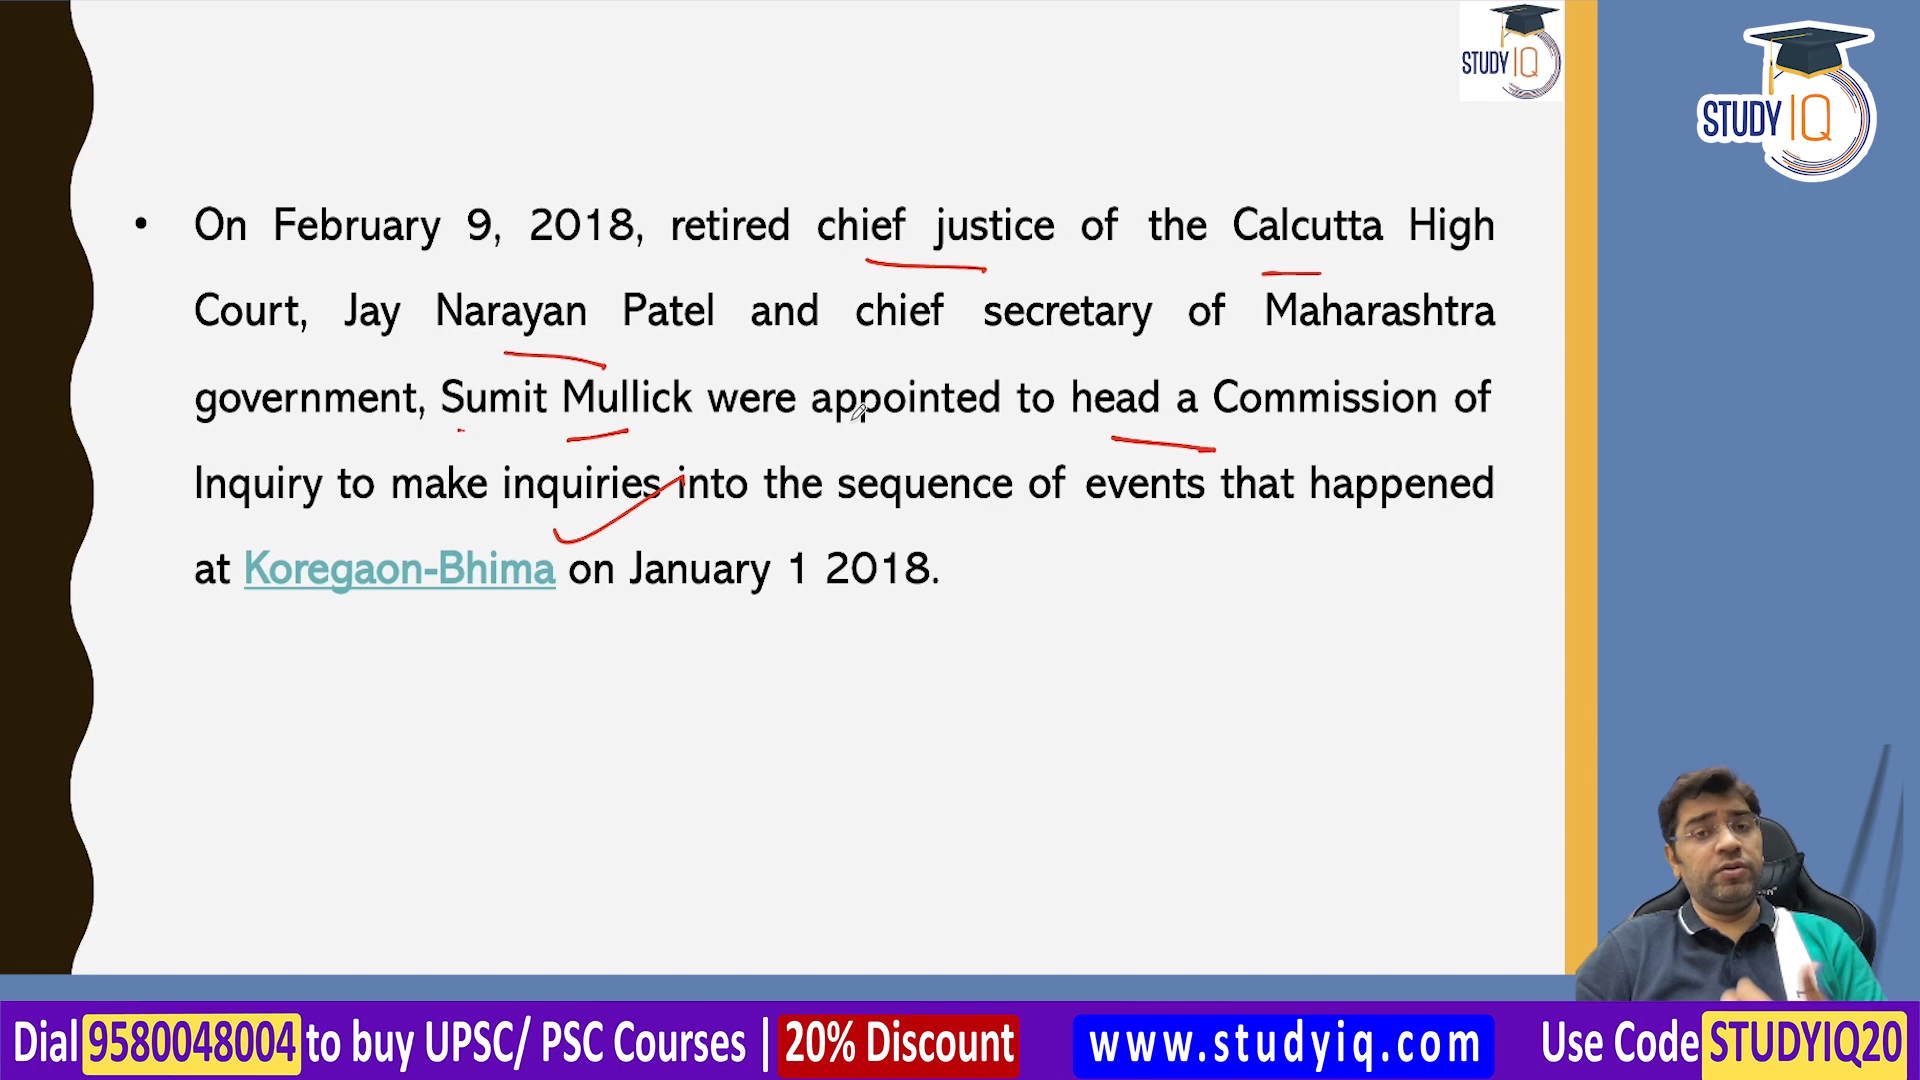 STUDY IQ
STUDY IQ
• On February 9, 2018, retired chief justice of the Calcutta High
Court, Jay Narayan Patel and chief secretary of Maharashtra
government, Sumit Mullick were appointed to head a Commission of
Inquiry to make inquiries into the sequence of events that happened
at Koregaon-Bhima on January 1 2018.
Dial 9580048004 to buy UPSC/ PSC Courses | 20% Discount www.studyiq.com Use Code STUDYIQ20